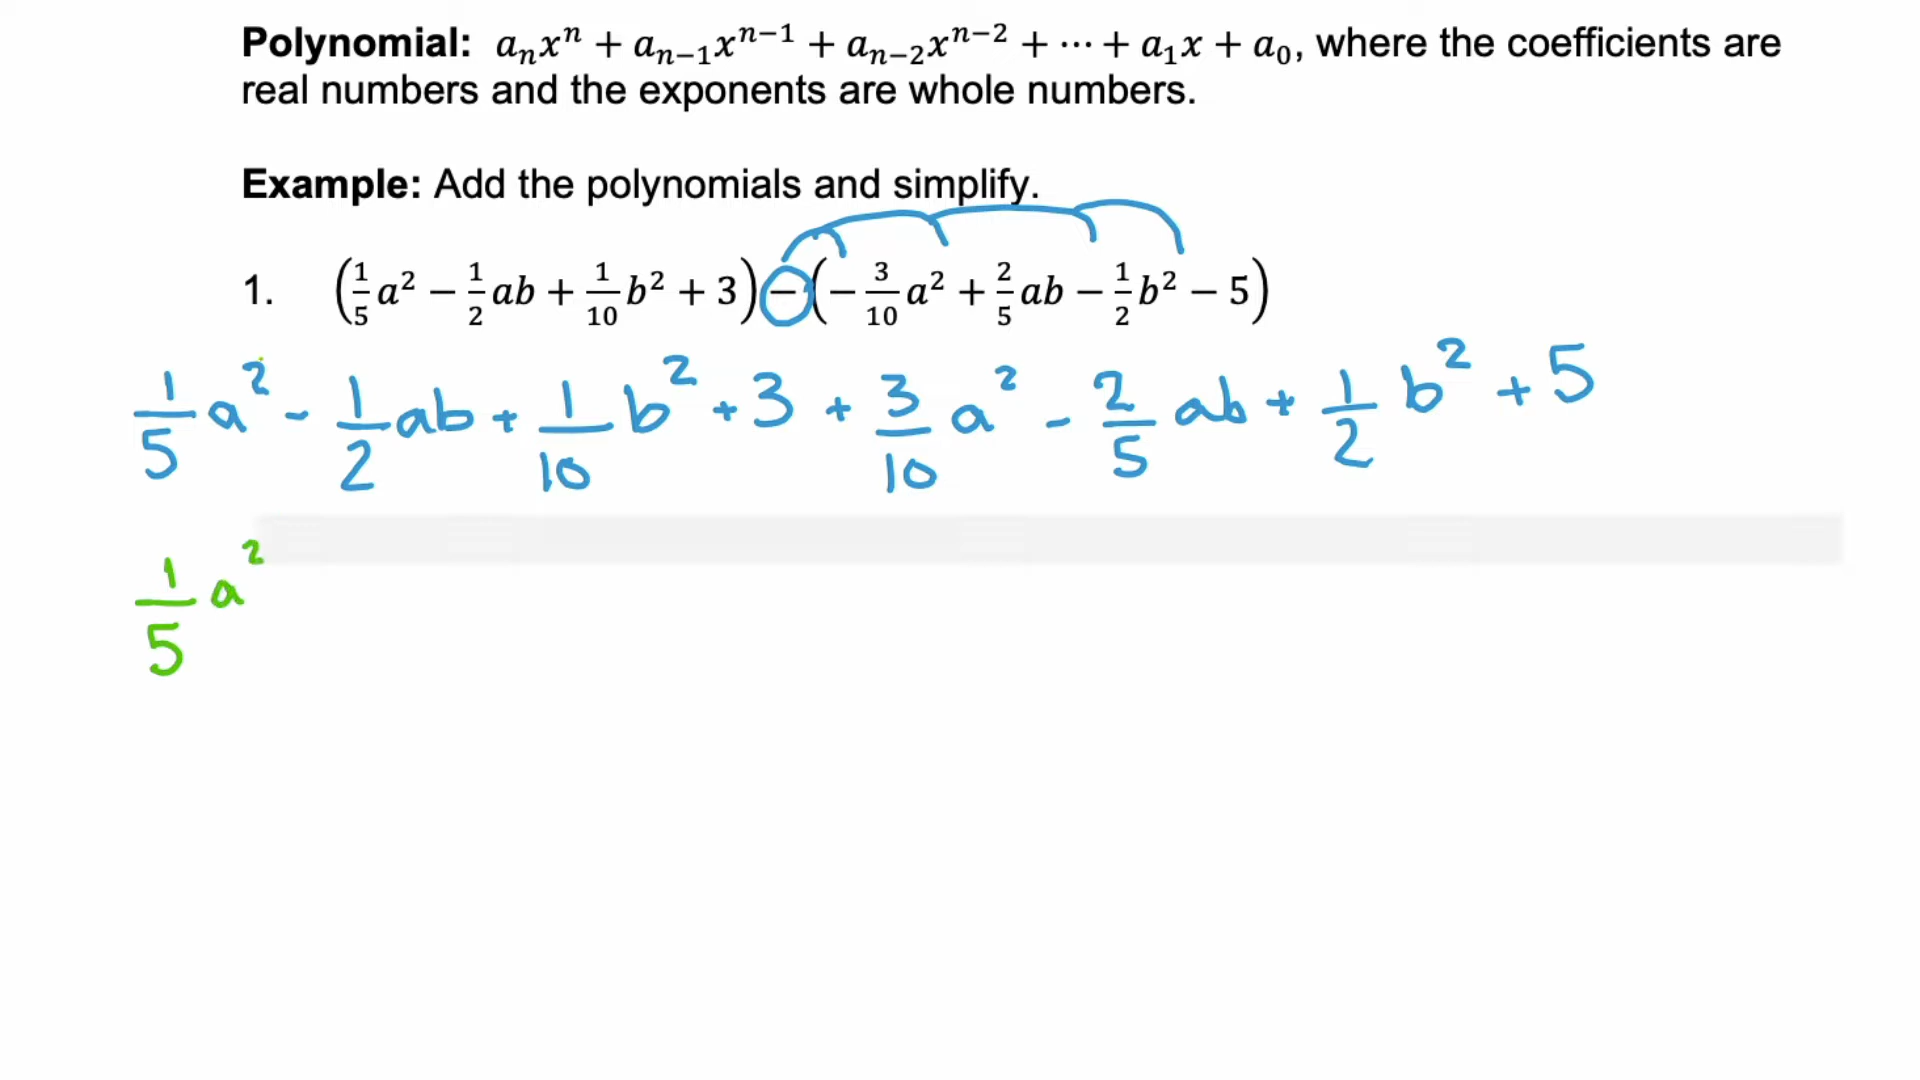 Polynomial: aₙxⁿ + aₙ₋₁xⁿ⁻¹ + aₙ₋₂xⁿ⁻² + ⋯ + a₁x + a₀, where the coefficients are
real numbers and the exponents are whole numbers.
Example: Add the polynomials and simplify.
1. (1/5 a² − 1/2 ab + 1/10 b² + 3) − (− 3/10 a² + 2/5 ab − 1/2 b² − 5)
1/5 a² - 1/2 ab + 1/10 b² + 3 + 3/10 a² - 2/5 ab + 1/2 b² + 5
1/5 a²